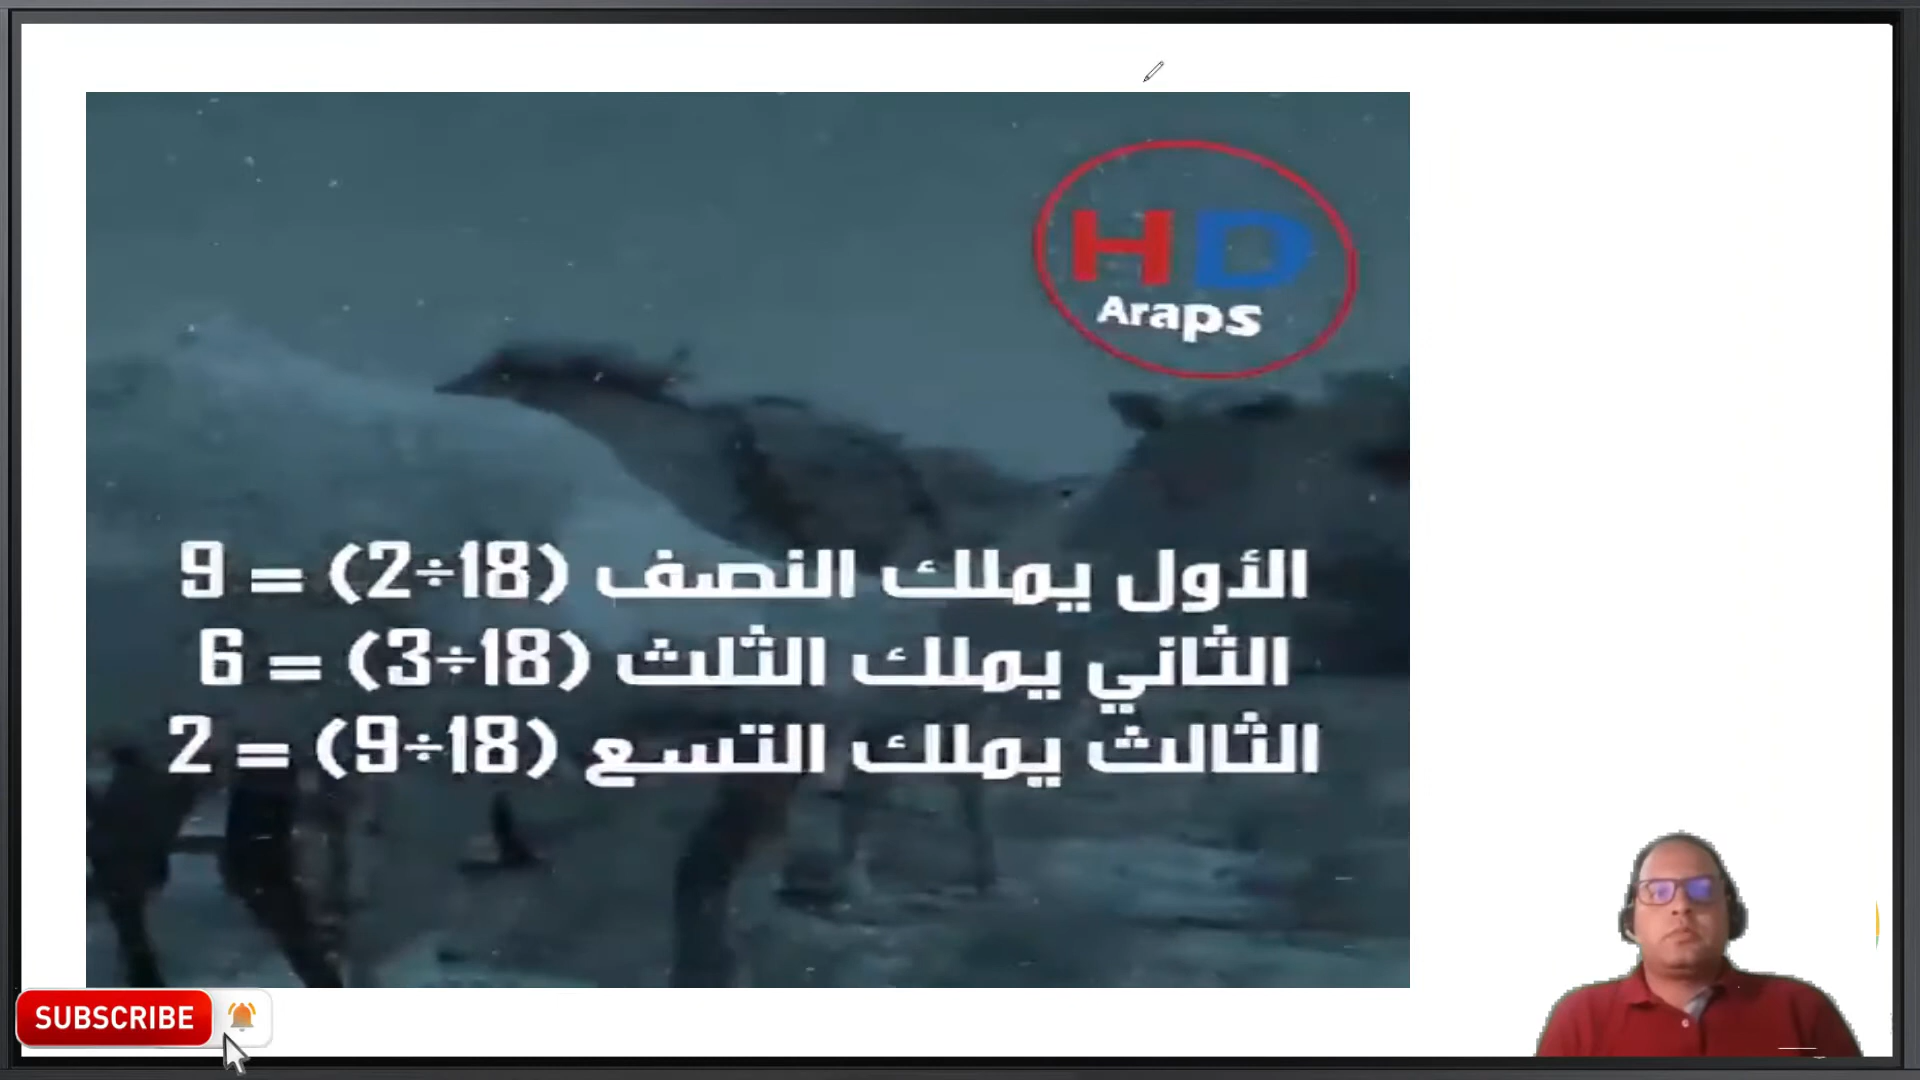 HD
Araps
الأول يملك النصف (18÷2) = 9
الثاني يملك الثلث (18÷3) = 6
الثالث يملك التسع (18÷9) = 2
SUBSCRIBE